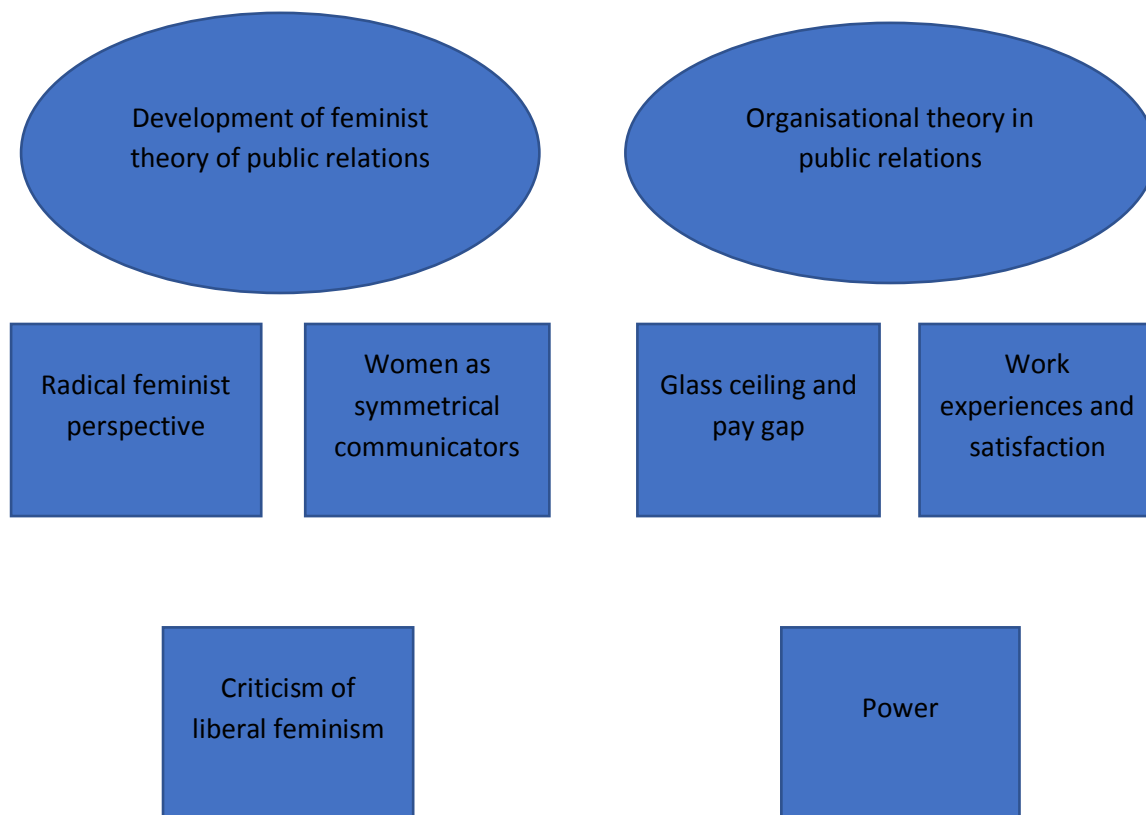 Development of feminist
theory of public relations
Organisational theory in
public relations
Radical feminist
perspective
Women as
symmetrical
communicators
Glass ceiling and
pay gap
Work
experiences and
satisfaction
Criticism of
liberal feminism
Power